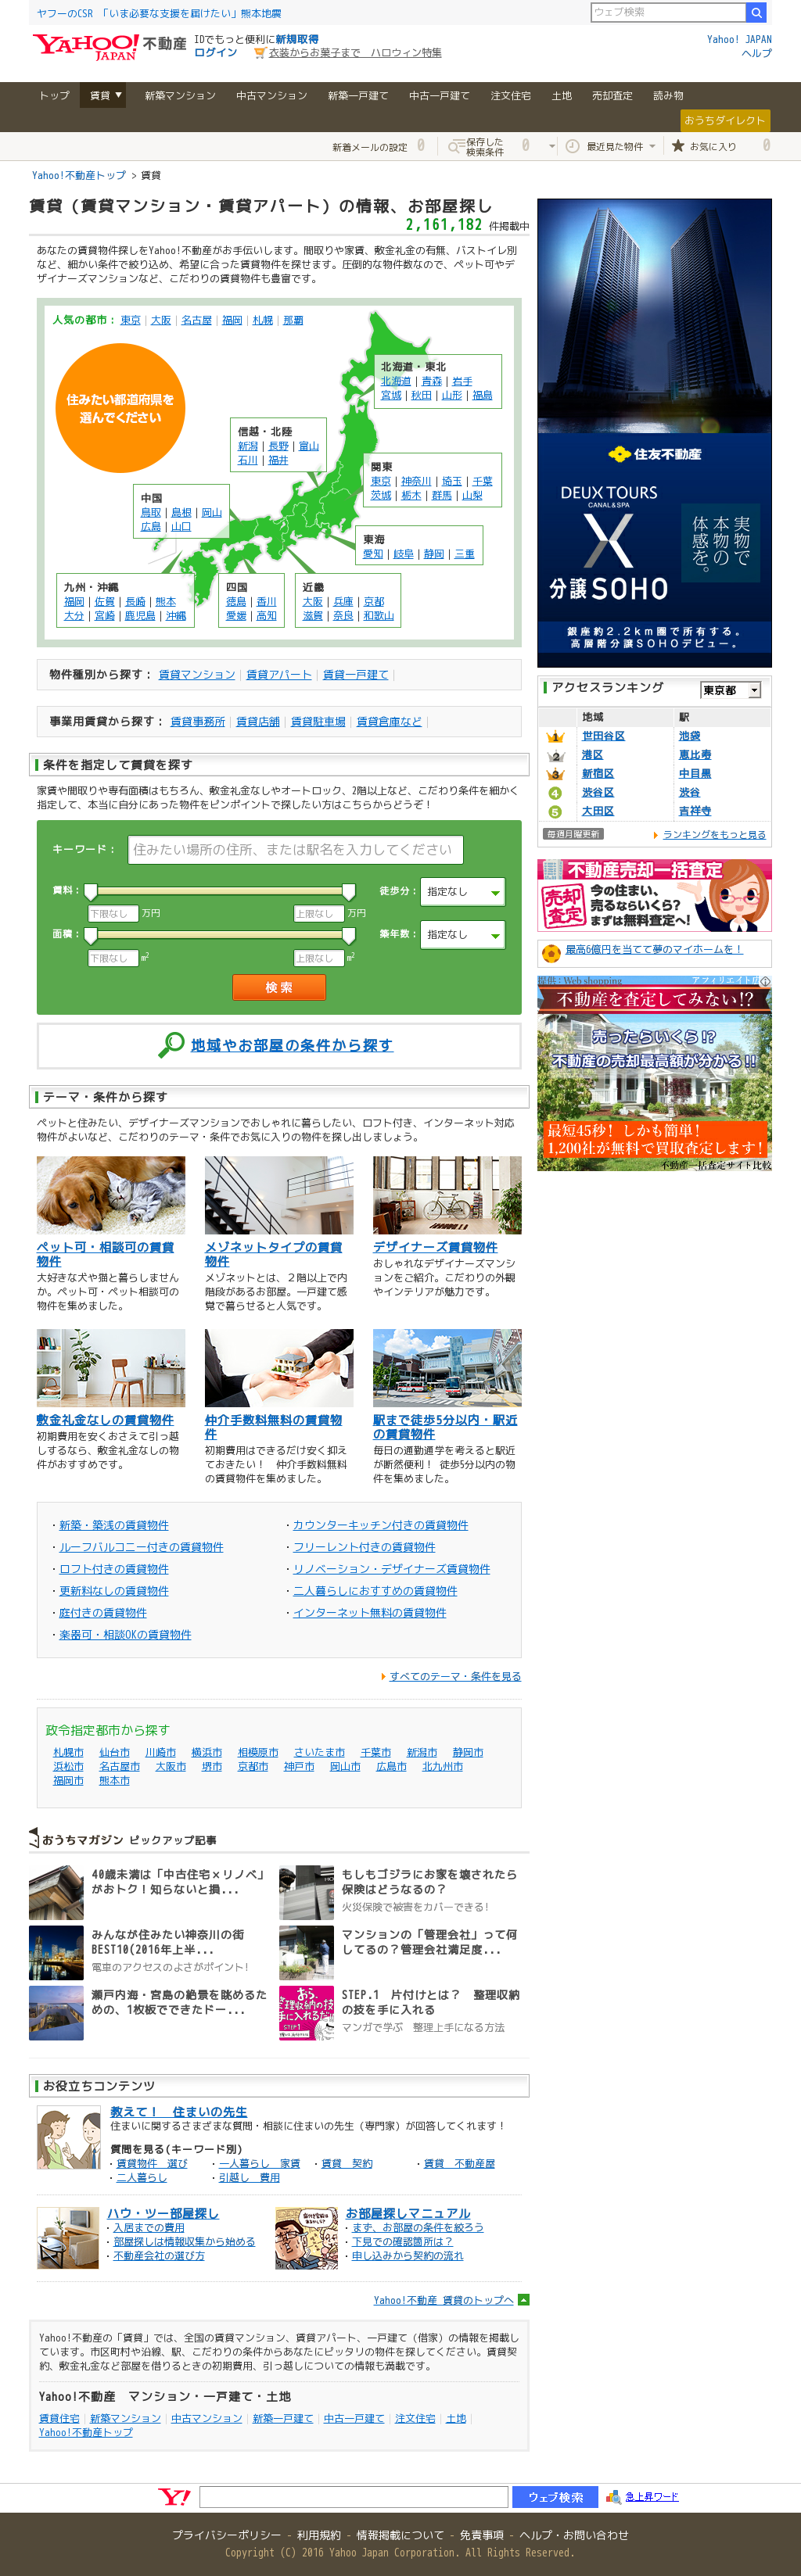 ヤフーのCSR 「いま必要な支援を届けたい」熊本地震
ウェブ検索
YAHOO! JAPAN 不動産
IDでもっと便利に新規取得
ログイン
衣装からお菓子まで ハロウィン特集
Yahoo! JAPAN
ヘルプ
トップ 賃貸 ▼ 新築マンション 中古マンション 新築一戸建て 中古一戸建て 注文住宅 土地 売却査定 読み物
おうちダイレクト
新着メールの設定 0 保存した検索条件 0 最近見た物件 お気に入り 0
Yahoo!不動産トップ > 賃貸
賃貸（賃貸マンション・賃貸アパート）の情報、お部屋探し
2,161,182 件掲載中
あなたの賃貸物件探しをYahoo!不動産がお手伝いします。間取りや家賃、敷金礼金の有無、バストイレ別
など、細かい条件で絞り込め、希望に合った賃貸物件を探せます。圧倒的な物件数なので、ペット可やデ
ザイナーズマンションなど、こだわりの賃貸物件も豊富です。
人気の都市： 東京 | 大阪 | 名古屋 | 福岡 | 札幌 | 那覇
住みたい都道府県を
選んでください
北海道・東北
北海道 | 青森 | 岩手
宮城 | 秋田 | 山形 | 福島
信越・北陸
新潟 | 長野 | 富山
石川 | 福井
関東
東京 | 神奈川 | 埼玉 | 千葉
茨城 | 栃木 | 群馬 | 山梨
中国
鳥取 | 島根 | 岡山
広島 | 山口
東海
愛知 | 岐阜 | 静岡 | 三重
九州・沖縄
福岡 | 佐賀 | 長崎 | 熊本
大分 | 宮崎 | 鹿児島 | 沖縄
四国
徳島 | 香川
愛媛 | 高知
近畿
大阪 | 兵庫 | 京都
滋賀 | 奈良 | 和歌山
物件種別から探す： 賃貸マンション | 賃貸アパート | 賃貸一戸建て |
事業用賃貸から探す： 賃貸事務所 | 賃貸店舗 | 賃貸駐車場 | 賃貸倉庫など |
条件を指定して賃貸を探す
家賃や間取りや専有面積はもちろん、敷金礼金なしやオートロック、2階以上など、こだわり条件を細かく
指定して、本当に自分にあった物件をピンポイントで探したい方はこちらからどうぞ！
キーワード： 住みたい場所の住所、または駅名を入力してください
賃料： 下限なし 万円 上限なし 万円 徒歩分： 指定なし
面積： 下限なし ㎡ 上限なし ㎡ 築年数： 指定なし
検 索
地域やお部屋の条件から探す
テーマ・条件から探す
ペットと住みたい、デザイナーズマンションでおしゃれに暮らしたい、ロフト付き、インターネット対応
物件がよいなど、こだわりのテーマ・条件でお気に入りの物件を探し出しましょう。
ペット可・相談可の賃貸
物件
大好きな犬や猫と暮らしません
か。ペット可・ペット相談可の
物件を集めました。
メゾネットタイプの賃貸
物件
メゾネットとは、２階以上で内
階段があるお部屋。一戸建て感
覚で暮らせると人気です。
デザイナーズ賃貸物件
おしゃれなデザイナーズマンシ
ョンをご紹介。こだわりの外観
やインテリアが魅力です。
敷金礼金なしの賃貸物件
初期費用を安くおさえて引っ越
しするなら、敷金礼金なしの物
件がおすすめです。
仲介手数料無料の賃貸物
件
初期費用はできるだけ安く抑え
ておきたい！ 仲介手数料無料
の賃貸物件を集めました。
駅まで徒歩5分以内・駅近
の賃貸物件
毎日の通勤通学を考えると駅近
が断然便利！ 徒歩5分以内の物
件を集めました。
・新築・築浅の賃貸物件
・カウンターキッチン付きの賃貸物件
・ルーフバルコニー付きの賃貸物件
・フリーレント付きの賃貸物件
・ロフト付きの賃貸物件
・リノベーション・デザイナーズ賃貸物件
・更新料なしの賃貸物件
・二人暮らしにおすすめの賃貸物件
・庭付きの賃貸物件
・インターネット無料の賃貸物件
・楽器可・相談OKの賃貸物件
すべてのテーマ・条件を見る
政令指定都市から探す
札幌市 仙台市 川崎市 横浜市 相模原市 さいたま市 千葉市 新潟市 静岡市
浜松市 名古屋市 大阪市 堺市 京都市 神戸市 岡山市 広島市 北九州市
福岡市 熊本市
おうちマガジン ピックアップ記事
40歳未満は「中古住宅×リノベ」
がおトク！知らないと損...
もしもゴジラにお家を壊されたら
保険はどうなるの？
火災保険で被害をカバーできる!
みんなが住みたい神奈川の街
BEST10(2016年上半...
電車のアクセスのよさがポイント!
マンションの「管理会社」って何
してるの？管理会社満足度...
瀬戸内海・宮島の絶景を眺めるた
めの、1枚板でできたドー...
STEP.1 片付けとは？ 整理収納
の技を手に入れる
マンガで学ぶ 整理上手になる方法
お役立ちコンテンツ
教えて！ 住まいの先生
住まいに関するさまざまな質問・相談に住まいの先生（専門家）が回答してくれます！
質問を見る(キーワード別)
・賃貸物件 選び ・一人暮らし 家賃 ・賃貸 契約 ・賃貸 不動産屋
・二人暮らし ・引越し 費用
ハウ・ツー部屋探し
・入居までの費用
・部屋探しは情報収集から始める
・不動産会社の選び方
お部屋探しマニュアル
・まず、お部屋の条件を絞ろう
・下見での確認箇所は？
・申し込みから契約の流れ
Yahoo!不動産 賃貸のトップへ
Yahoo!不動産の「賃貸」では、全国の賃貸マンション、賃貸アパート、一戸建て（借家）の情報を掲載し
ています。市区町村や沿線、駅、こだわりの条件からあなたにピッタリの物件を探してください。賃貸契
約、敷金礼金など部屋を借りるときの初期費用、引っ越しについての情報も満載です。
Yahoo!不動産 マンション・一戸建て・土地
賃貸住宅 | 新築マンション | 中古マンション | 新築一戸建て | 中古一戸建て | 注文住宅 | 土地 |
Yahoo!不動産トップ
住友不動産
DEUX TOURS
CANAL&SPA
X
分譲SOHO
実物で
本物の
体感を。
銀座約2.2km圏で所有する。
高層階・分譲SOHOデビュー
アクセスランキング 東京都
地域 駅
1 世田谷区 池袋
2 港区 恵比寿
3 新宿区 中目黒
4 渋谷区 渋谷
5 大田区 吉祥寺
毎週月曜更新 ランキングをもっと見る
不動産売却一括査定
売却
査定
今の住まい、
売るならいくら?
まずは無料査定へ!
最高6億円を当てて夢のマイホームを！
提供：Web shopping
アフィリエイトロ
不動産を査定してみない!?
売ったらいくら!?
不動産の売却最高額が分かる!!
最短45秒！しかも簡単！
1,200社が無料で買取査定します！
不動産一括査定サイト比較
Y! ウェブ検索 急上昇ワード
プライバシーポリシー - 利用規約 - 情報掲載について - 免責事項 - ヘルプ・お問い合わせ
Copyright (C) 2016 Yahoo Japan Corporation. All Rights Reserved.